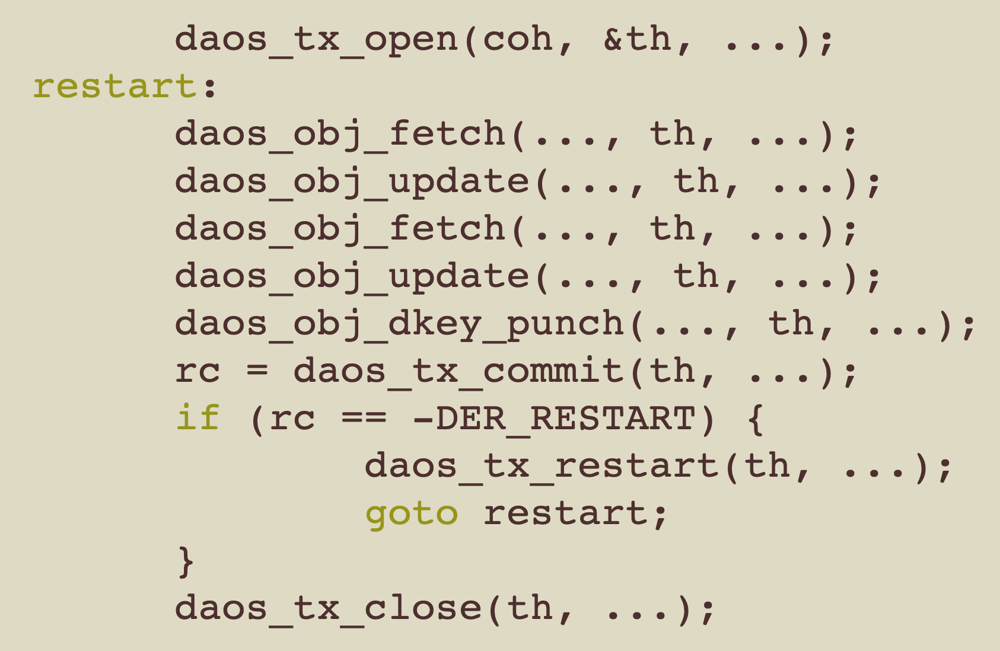 daos_tx_open(coh, &th, ...);
restart:
daos_obj_fetch(..., th, ...);
daos_obj_update(..., th, ...);
daos_obj_fetch(..., th, ...);
daos_obj_update(..., th, ...);
daos_obj_dkey_punch(..., th, ...);
rc = daos_tx_commit(th, ...);
if (rc == -DER_RESTART) {
daos_tx_restart(th, ...);
goto restart;
}
daos_tx_close(th, ...);